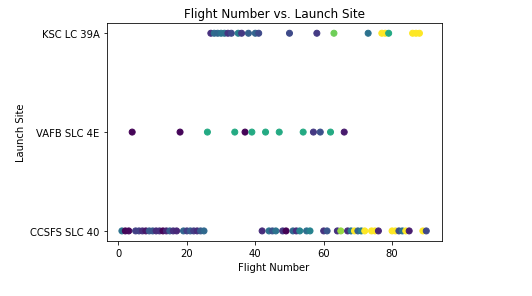 Flight Number vs. Launch Site
KSC LC 39A
VAFB SLC 4E
CCSFS SLC 40
Launch Site
0 20 40 60 80
Flight Number